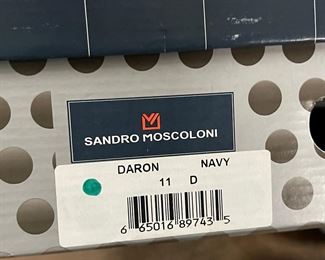 SANDRO MOSCOLONI
DARON NAVY
11 D
6 65016 89743 5